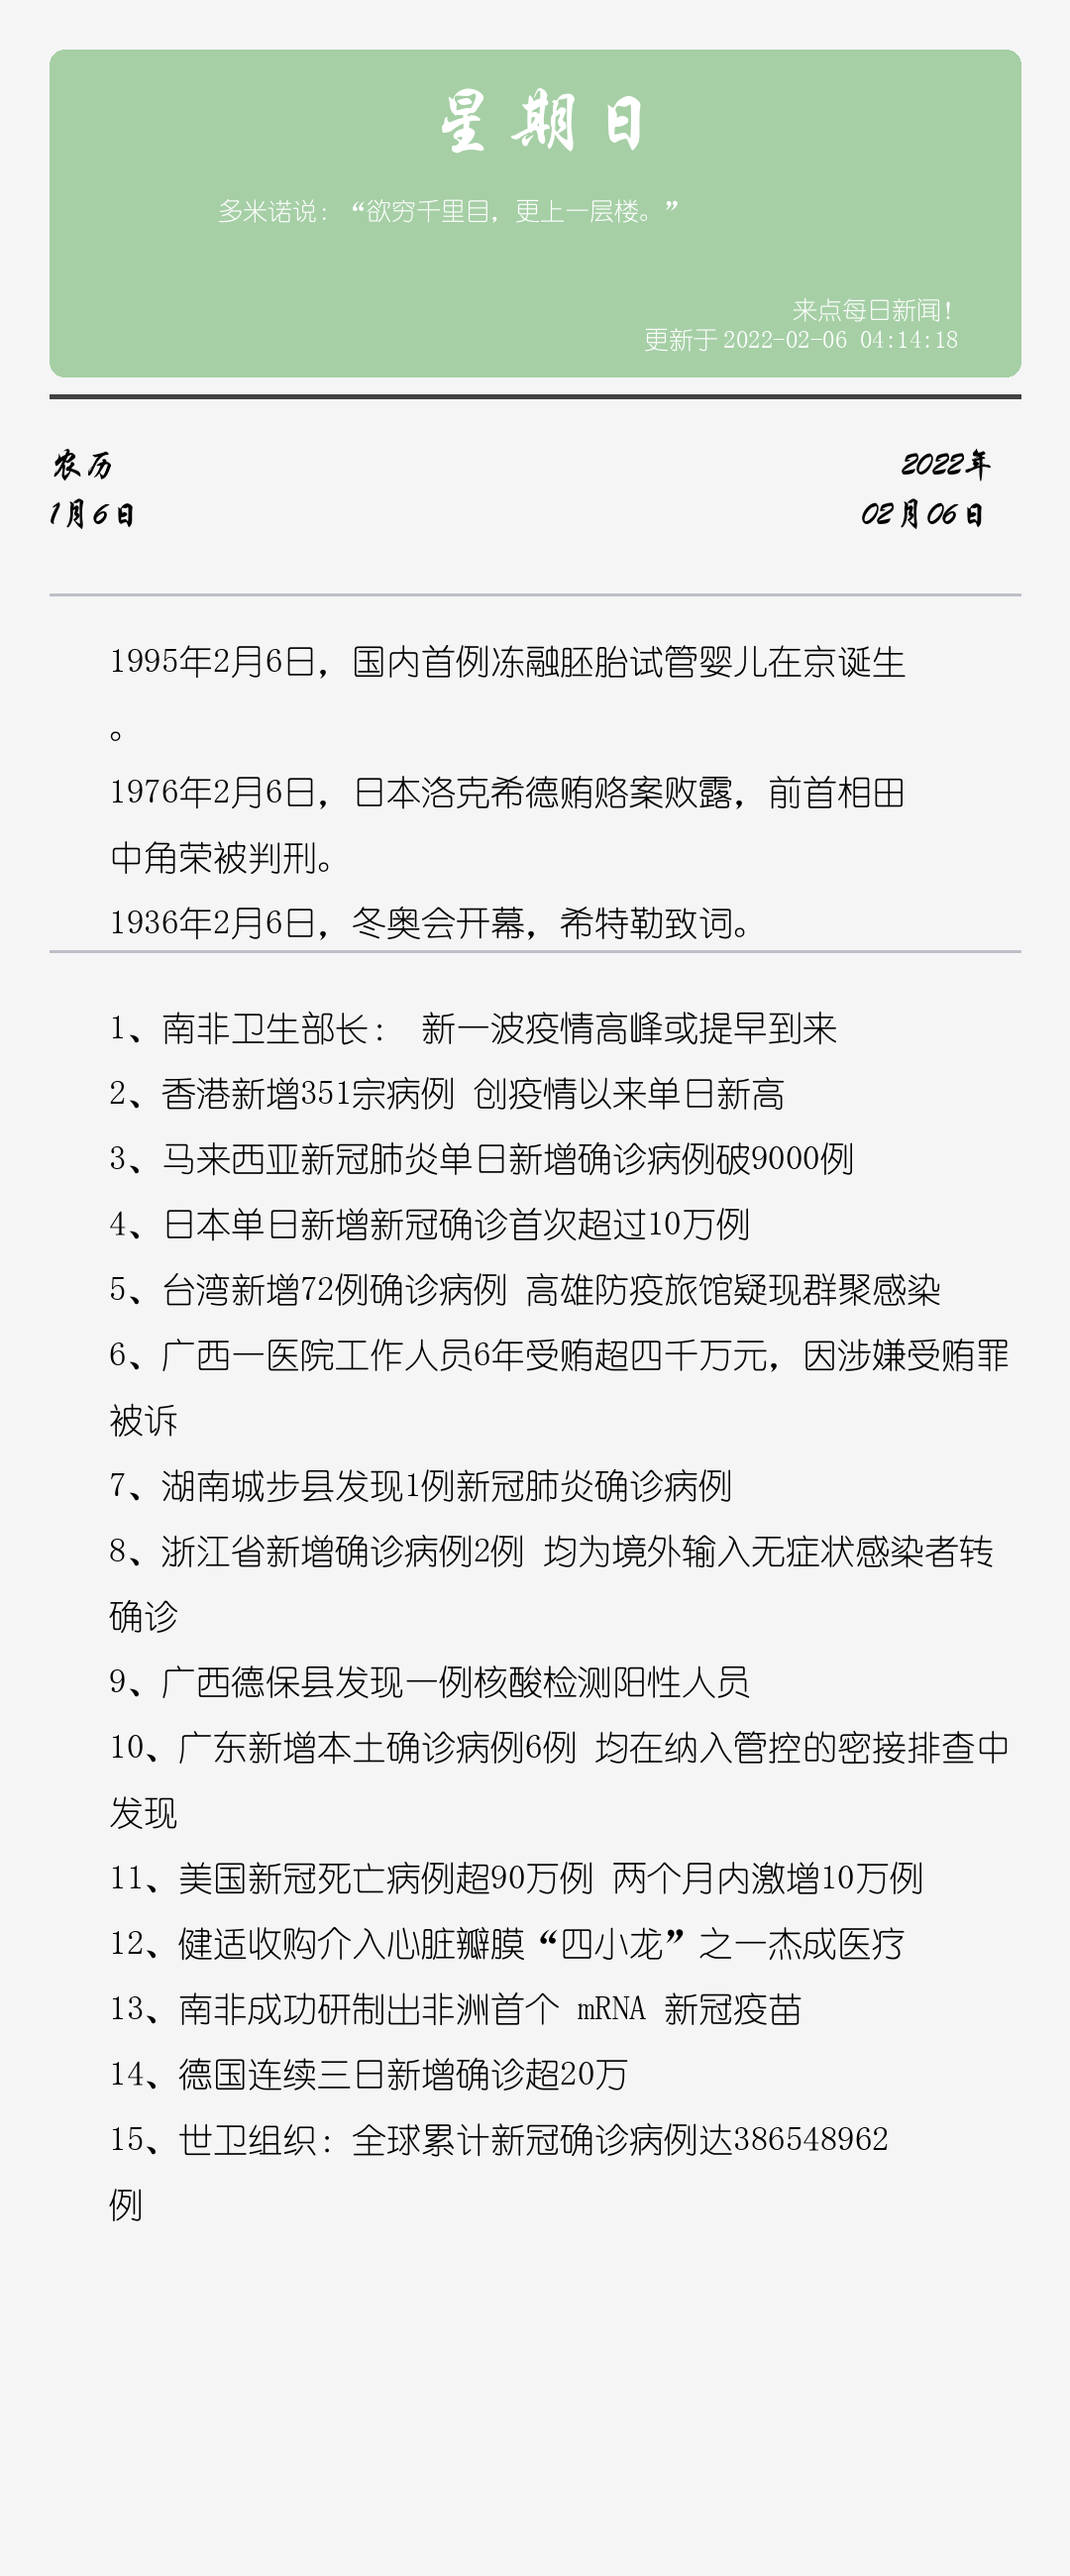 星期日
多米诺说：“欲穷千里目，更上一层楼。”
来点每日新闻！
更新于 2022-02-06 04:14:18
农历
2022年
1月6日
02月06日
1995年2月6日，国内首例冻融胚胎试管婴儿在京诞生
。
1976年2月6日，日本洛克希德贿赂案败露，前首相田
中角荣被判刑。
1936年2月6日，冬奥会开幕，希特勒致词。
1、南非卫生部长： 新一波疫情高峰或提早到来
2、香港新增351宗病例 创疫情以来单日新高
3、马来西亚新冠肺炎单日新增确诊病例破9000例
4、日本单日新增新冠确诊首次超过10万例
5、台湾新增72例确诊病例 高雄防疫旅馆疑现群聚感染
6、广西一医院工作人员6年受贿超四千万元，因涉嫌受贿罪
被诉
7、湖南城步县发现1例新冠肺炎确诊病例
8、浙江省新增确诊病例2例 均为境外输入无症状感染者转
确诊
9、广西德保县发现一例核酸检测阳性人员
10、广东新增本土确诊病例6例 均在纳入管控的密接排查中
发现
11、美国新冠死亡病例超90万例 两个月内激增10万例
12、健适收购介入心脏瓣膜“四小龙”之一杰成医疗
13、南非成功研制出非洲首个 mRNA 新冠疫苗
14、德国连续三日新增确诊超20万
15、世卫组织：全球累计新冠确诊病例达386548962
例